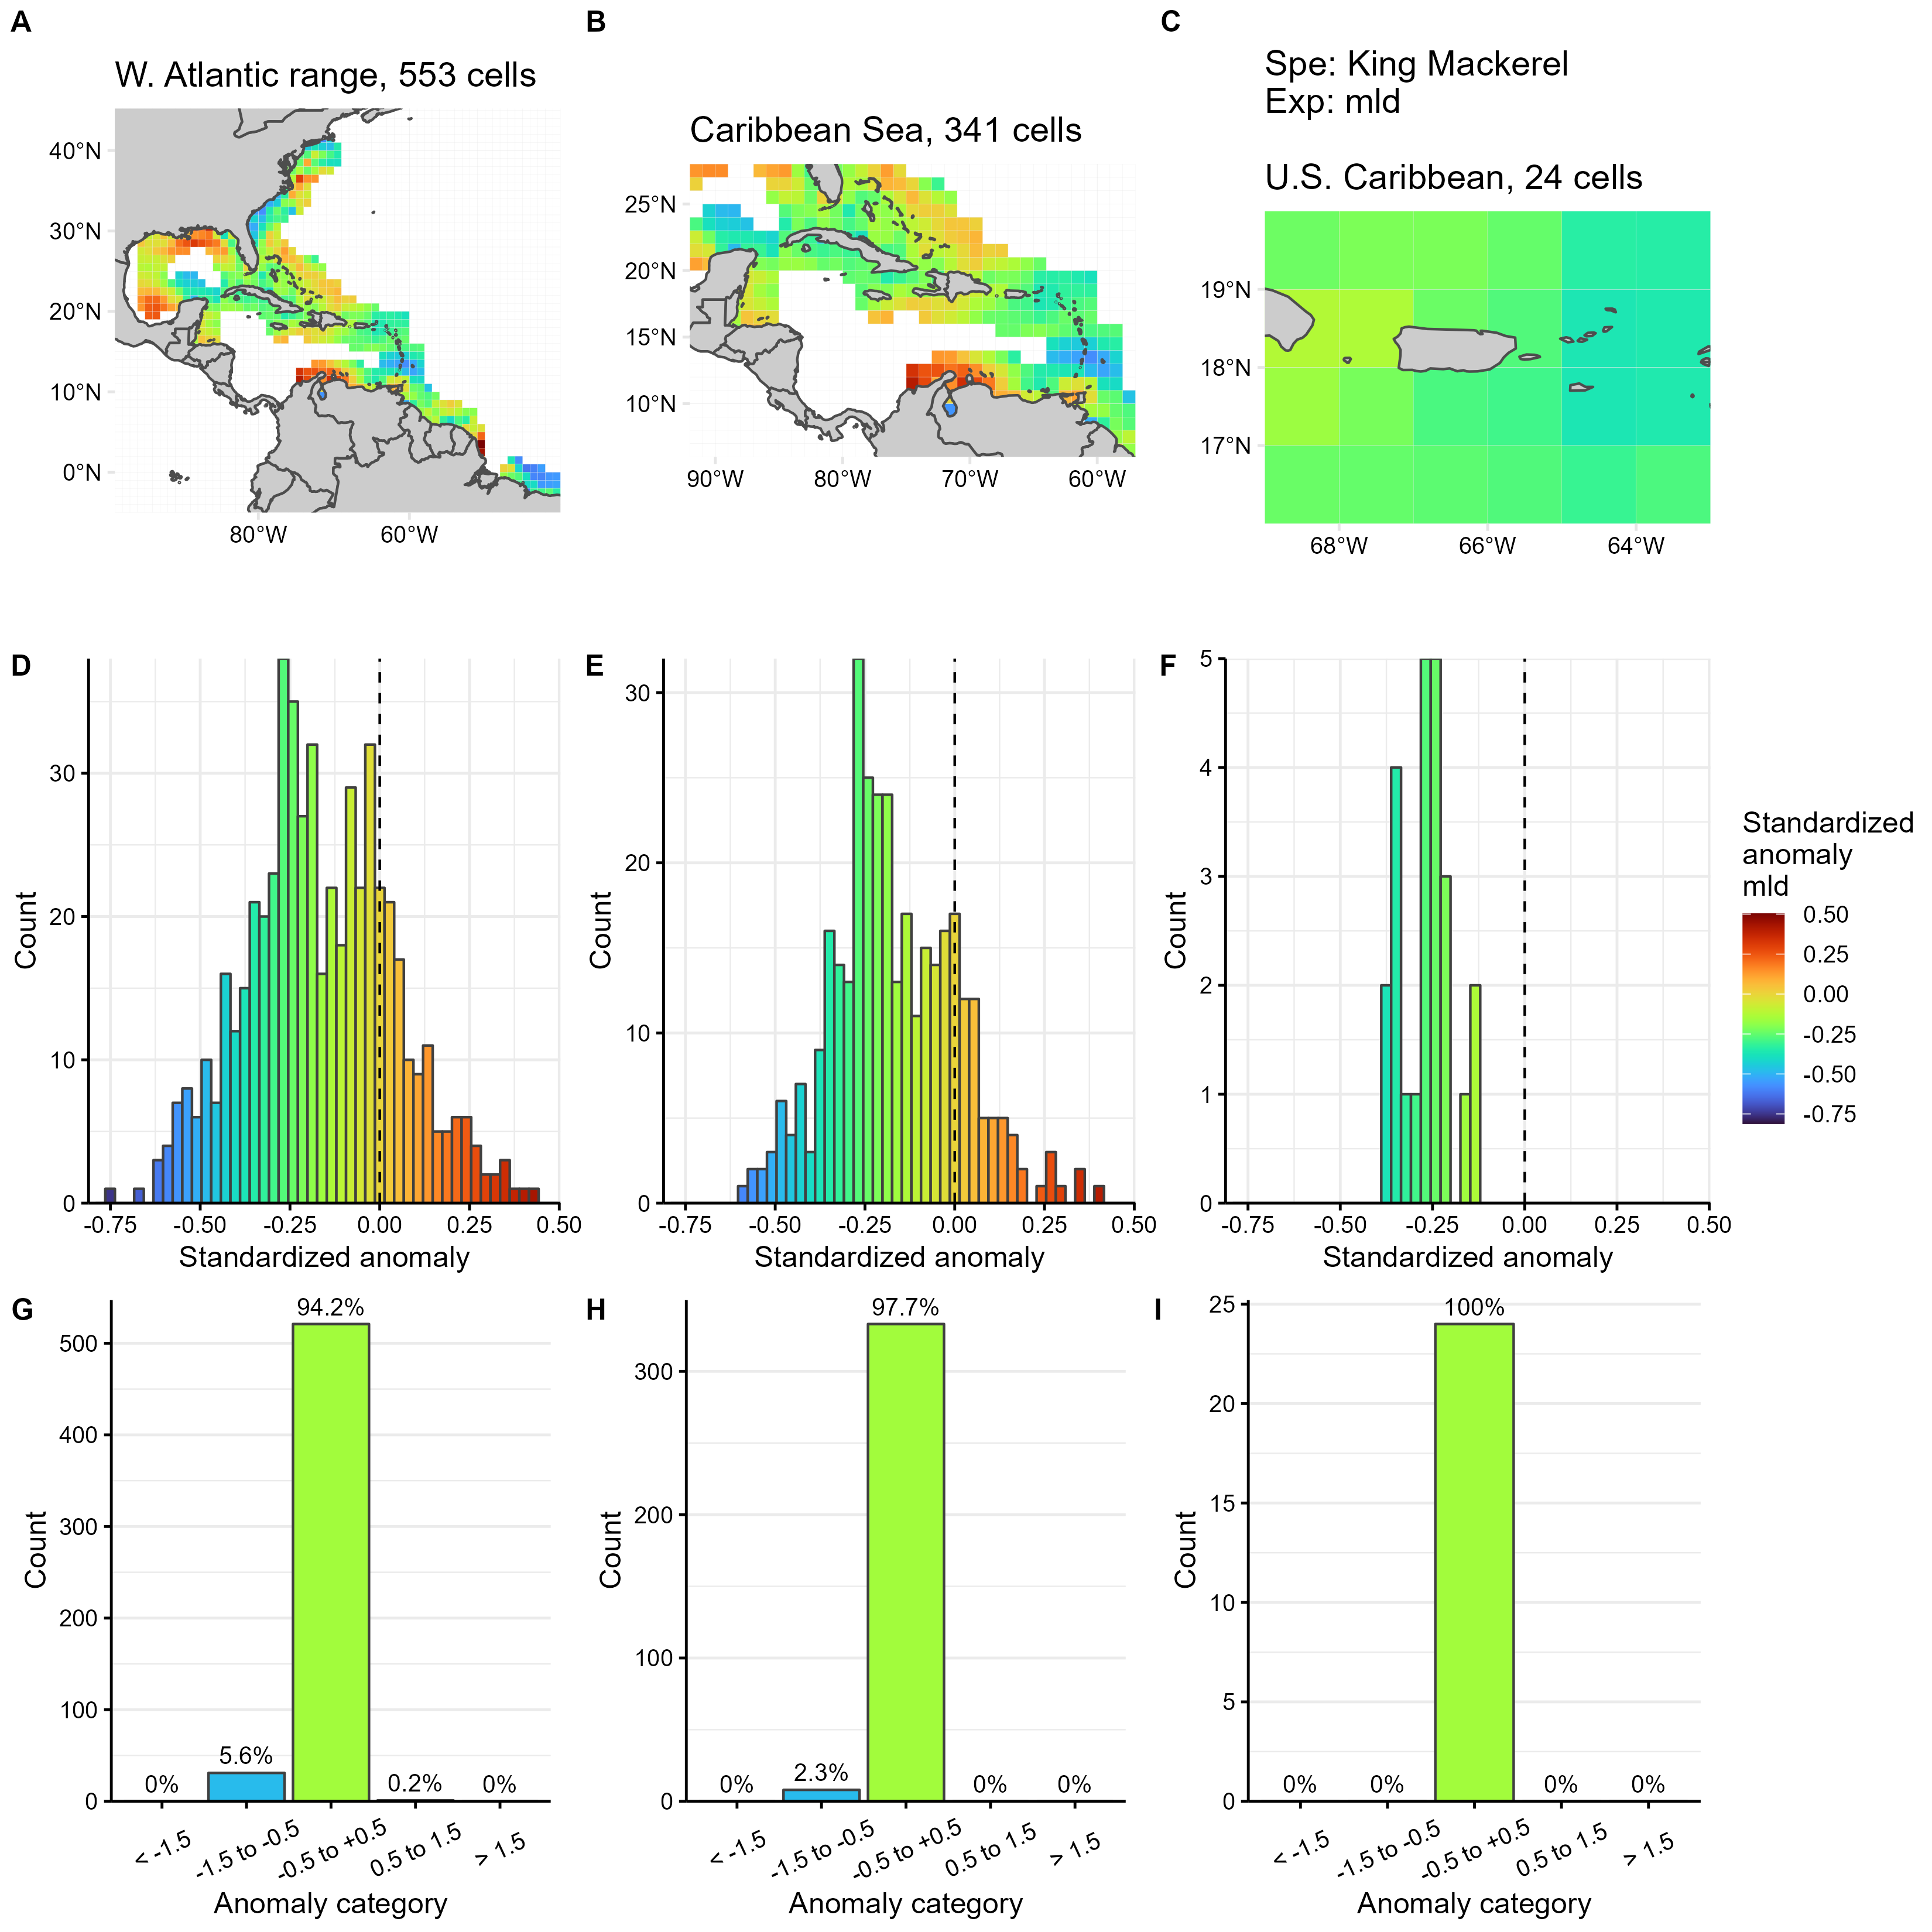 A
B
C
W. Atlantic range, 553 cells
Caribbean Sea, 341 cells
Spe: King Mackerel
Exp: mld
U.S. Caribbean, 24 cells
40°N
30°N
20°N
10°N
0°N
80°W
60°W
25°N
20°N
15°N
10°N
90°W
80°W
70°W
60°W
19°N
18°N
17°N
68°W
66°W
64°W
D
Count
30
20
10
0
-0.75
-0.50
-0.25
0.00
0.25
0.50
Standardized anomaly
E
Count
30
20
10
0
-0.75
-0.50
-0.25
0.00
0.25
0.50
Standardized anomaly
F
Count
5
4
3
2
1
0
-0.75
-0.50
-0.25
0.00
0.25
0.50
Standardized anomaly
Standardized
anomaly
mld
0.50
0.25
0.00
-0.25
-0.50
-0.75
G
Count
500
400
300
200
100
0
0%
5.6%
94.2%
0.2%
0%
< -1.5
-1.5 to -0.5
-0.5 to +0.5
0.5 to 1.5
> 1.5
Anomaly category
H
Count
300
200
100
0
0%
2.3%
97.7%
0%
0%
< -1.5
-1.5 to -0.5
-0.5 to +0.5
0.5 to 1.5
> 1.5
Anomaly category
I
Count
25
20
15
10
5
0
0%
0%
100%
0%
0%
< -1.5
-1.5 to -0.5
-0.5 to +0.5
0.5 to 1.5
> 1.5
Anomaly category